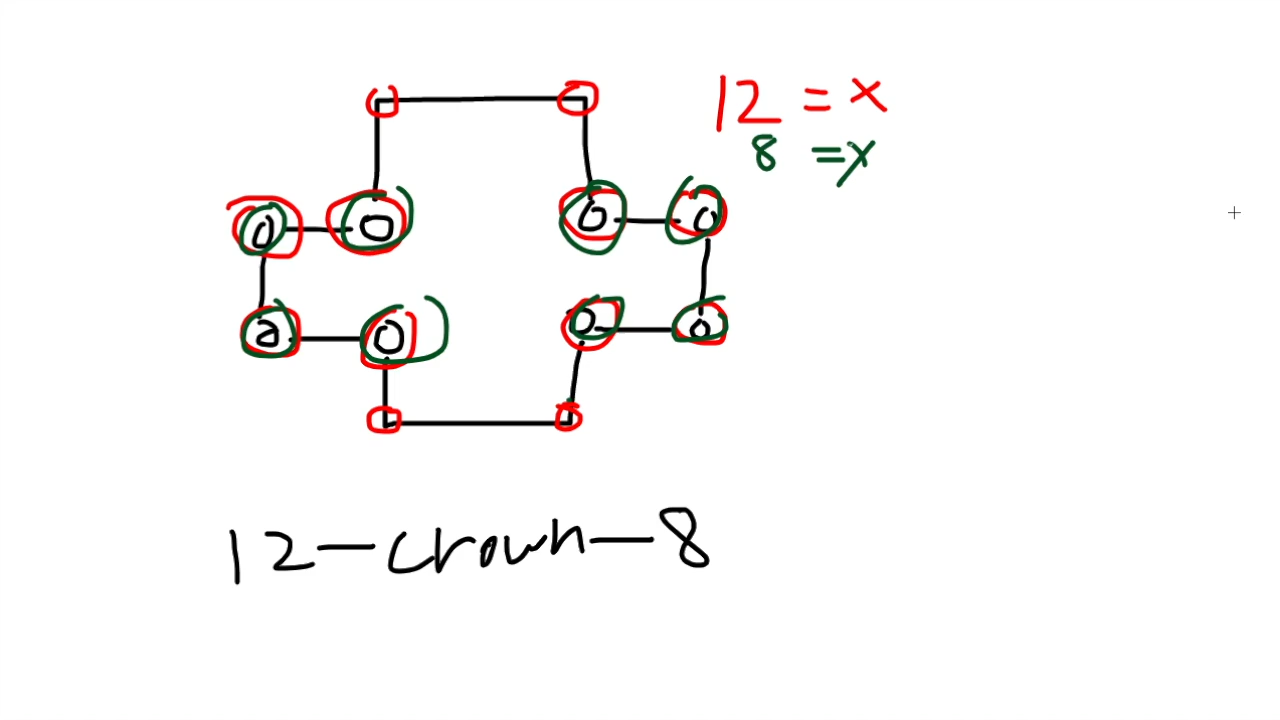 12 = x
8 = y
O O O O
O O O O
12-crown-8